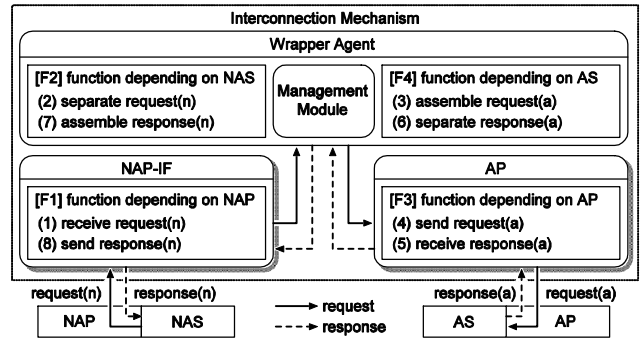 Interconnection Mechanism
Wrapper Agent
[F2] function depending on NAS
(2) separate request(n)
(7) assemble response(n)
Management
Module
[F4] function depending on AS
(3) assemble request(a)
(6) separate response(a)
NAP-IF
[F1] function depending on NAP
(1) receive request(n)
(8) send response(n)
AP
[F3] function depending on AP
(4) send request(a)
(5) receive response(a)
request(n)
response(n)
NAP
NAS
request
response
response(a)
request(a)
AS
AP